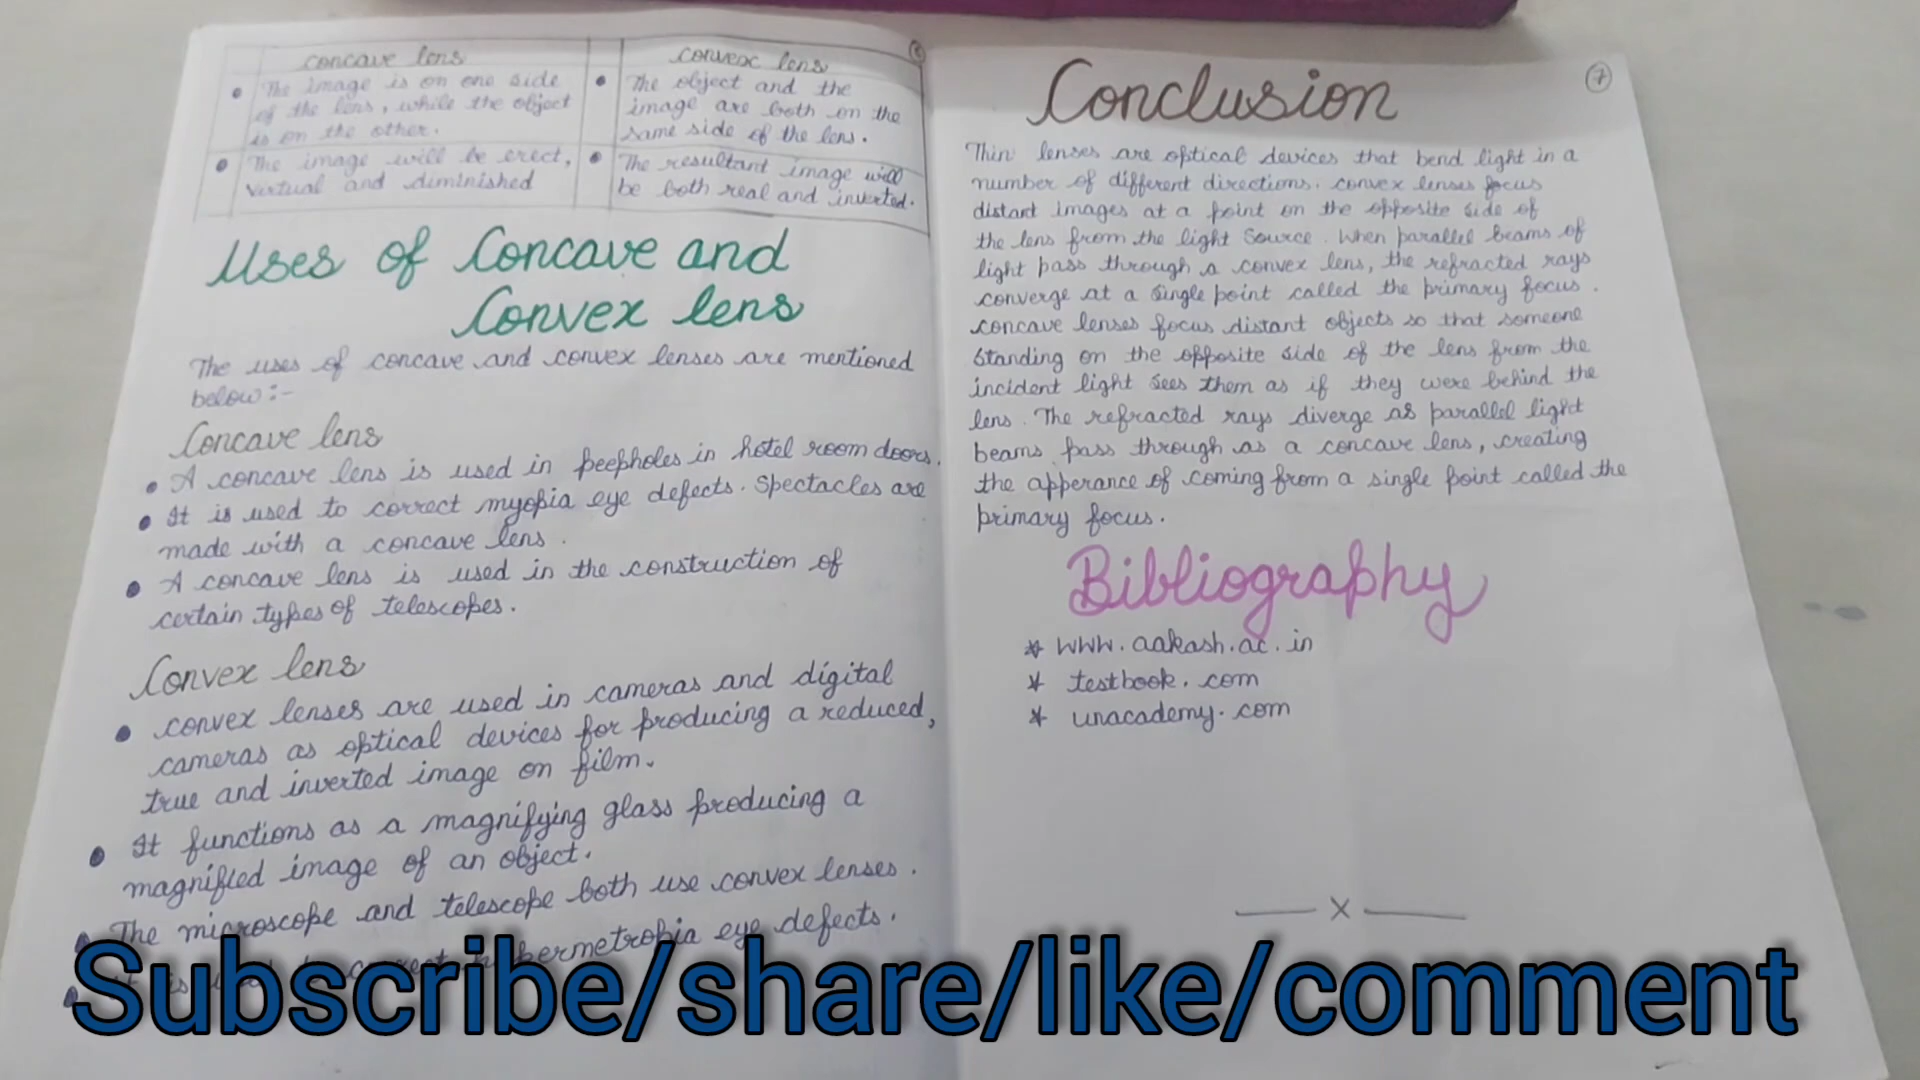 6
concave lens
The image is on one side
of the lens, while the object
is on the other.
The image will be erect,
virtual and diminished
convex lens
The object and the
image are both on the
same side of the lens.
The resultant image will
be both real and inverted.
Uses of Concave and
Convex lens
The uses of concave and convex lenses are mentioned
below:-
Concave lens
• A concave lens is used in peepholes in hotel room doors.
• It is used to correct myopia eye defects. Spectacles are
made with a concave lens.
• A concave lens is used in the construction of
certain types of telescopes.
Convex lens
• convex lenses are used in cameras and digital
cameras as optical devices for producing a reduced,
true and inverted image on film.
• It functions as a magnifying glass producing a
magnified image of an object.
• The microscope and telescope both use convex lenses.
• It is used to correct hypermetropia eye defects.
7
Conclusion
Thin lenses are optical devices that bend light in a
number of different directions. convex lenses focus
distant images at a point on the opposite side of
the lens from the light source. When parallel beams of
light pass through a convex lens, the refracted rays
converge at a single point called the primary focus.
concave lenses focus distant objects so that someone
standing on the opposite side of the lens from the
incident light sees them as if they were behind the
lens. The refracted rays diverge as parallel light
beams pass through as a concave lens, creating
the apperance of coming from a single point called the
primary focus.
Bibliography
* www.aakash.ac.in
* testbook.com
* unacademy.com
x
Subscribe/share/like/comment